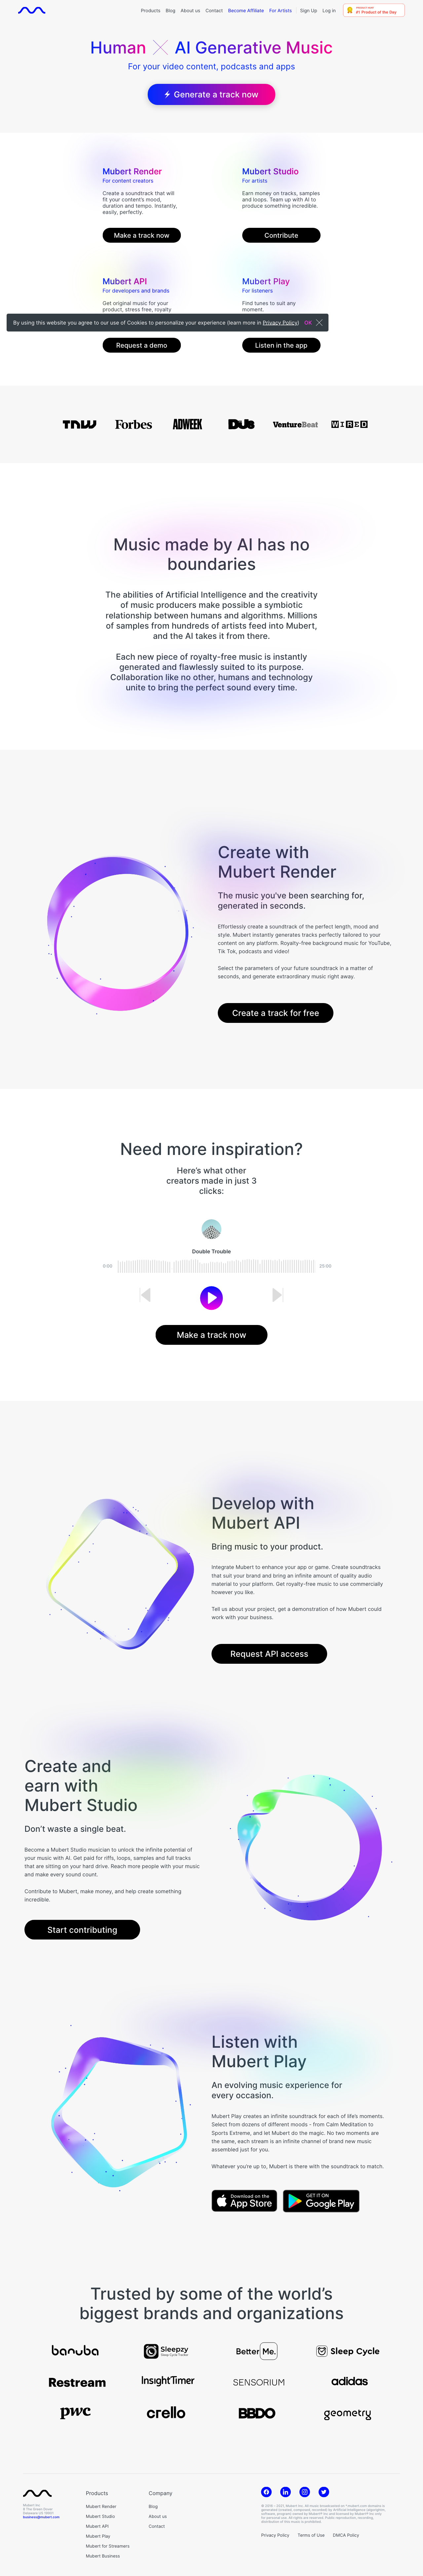 Products Blog About us Contact Become Affiliate For Artists Sign Up Log In
PRODUCT HUNT
#1 Product of the Day
Human × AI Generative Music
For your video content, podcasts and apps
Generate a track now
Mubert Render
For content creators
Create a soundtrack that will
fit your content's mood,
duration and tempo. Instantly,
easily, perfectly.
Make a track now
Mubert Studio
For artists
Earn money on tracks, samples
and loops. Team up with AI to
produce something incredible.
Contribute
Mubert API
For developers and brands
Get original music for your
product, stress free, royalty
Mubert Play
For listeners
Find tunes to suit any
moment.
By using this website you agree to our use of Cookies to personalize your experience (learn more in Privacy Policy) OK
Request a demo
Listen in the app
TNW Forbes ADWEEK DJs VentureBeat WIRED
Music made by AI has no
boundaries
The abilities of Artificial Intelligence and the creativity
of music producers make possible a symbiotic
relationship between humans and algorithms. Millions
of samples from hundreds of artists feed into Mubert,
and the AI takes it from there.
Each new piece of royalty-free music is instantly
generated and flawlessly suited to its purpose.
Collaboration like no other, humans and technology
unite to bring the perfect sound every time.
Create with
Mubert Render
The music you've been searching for,
generated in seconds.
Effortlessly create a soundtrack of the perfect length, mood and
style. Mubert instantly generates tracks perfectly tailored to your
content on any platform. Royalty-free background music for YouTube,
Tik Tok, podcasts and video!
Select the parameters of your future soundtrack in a matter of
seconds, and generate extraordinary music right away.
Create a track for free
Need more inspiration?
Here's what other
creators made in just 3
clicks:
Double Trouble
0:00
25:00
Make a track now
Develop with
Mubert API
Bring music to your product.
Integrate Mubert to enhance your app or game. Create soundtracks
that suit your brand and bring an infinite amount of quality audio
material to your platform. Get royalty-free music to use commercially
however you like.
Tell us about your project, get a demonstration of how Mubert could
work with your business.
Request API access
Create and
earn with
Mubert Studio
Don't waste a single beat.
Become a Mubert Studio musician to unlock the infinite potential of
your music with AI. Get paid for riffs, loops, samples and full tracks
that are sitting on your hard drive. Reach more people with your music
and make every sound count.
Contribute to Mubert, make money, and help create something
incredible.
Start contributing
Listen with
Mubert Play
An evolving music experience for
every occasion.
Mubert Play creates an infinite soundtrack for each of life's moments.
Select from dozens of different moods - from Calm Meditation to
Sports Extreme, and let Mubert do the magic. No two moments are
the same, each stream is an infinite channel of brand new music
assembled just for you.
Whatever you're up to, Mubert is there with the soundtrack to match.
Download on the
App Store
GET IT ON
Google Play
Trusted by some of the world's
biggest brands and organizations
banuba
Sleepzy
Sleep Cycle Tracker
Better Me.
Sleep Cycle
Restream
InsightTimer
SENSORIUM
adidas
pwc
crello
BBDO
geometry
Products
Mubert Render
Mubert Studio
Mubert API
Mubert Play
Mubert for Streamers
Mubert Business
Company
Blog
About us
Contact
business@mubert.com
Privacy Policy Terms of Use DMCA Policy